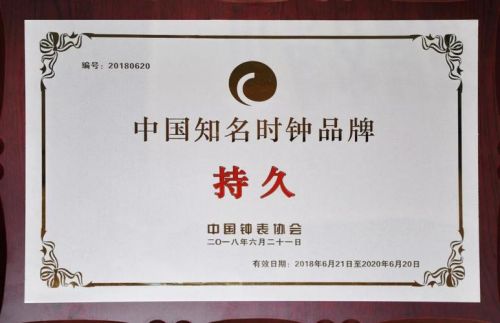 编号：20180620
中国知名时钟品牌
持久
中国钟表协会
二〇一八年六月二十一日
有效日期：2018年6月21日至2020年6月20日